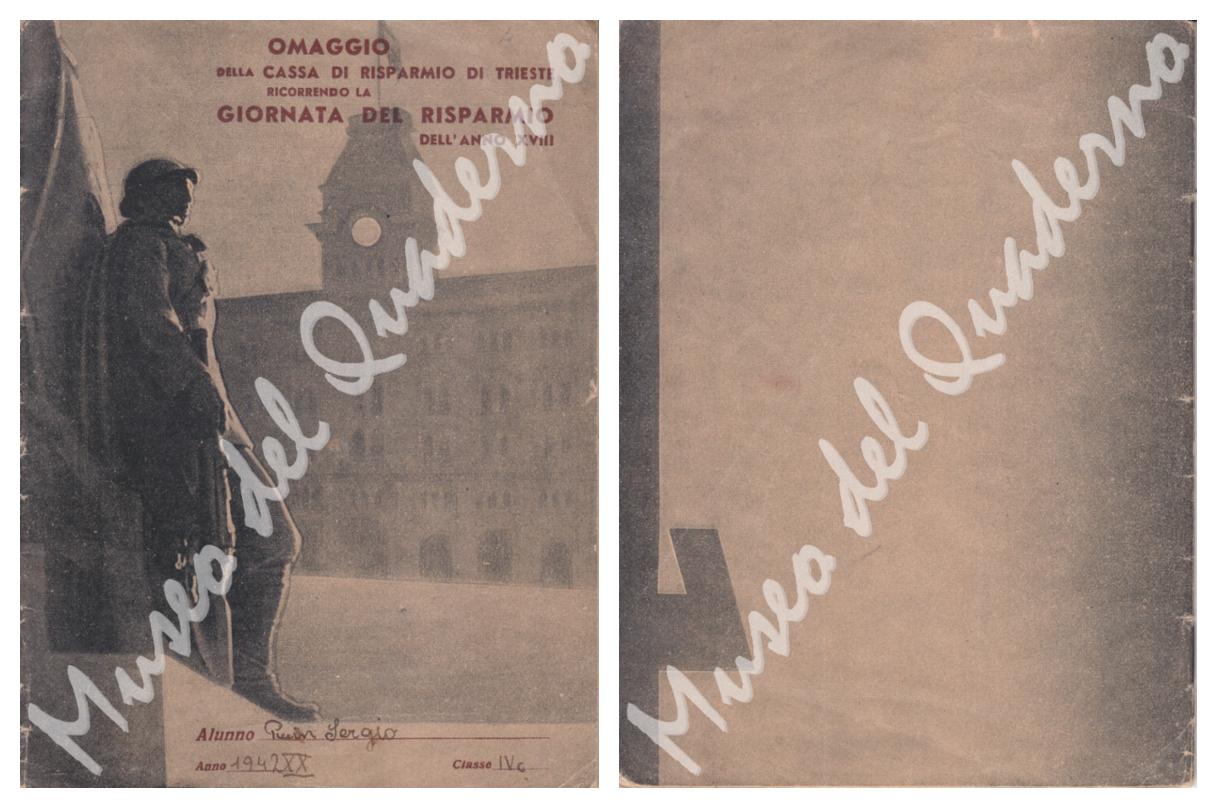 OMAGGIO
DELLA CASSA DI RISPARMIO DI TRIESTE
RICORRENDO LA
GIORNATA DEL RISPARMIO
DELL'ANNO XVIII
Museo del Quaderno
Alunno Sergio
Anno 1942 XX Classe IVc
Museo del Quaderno